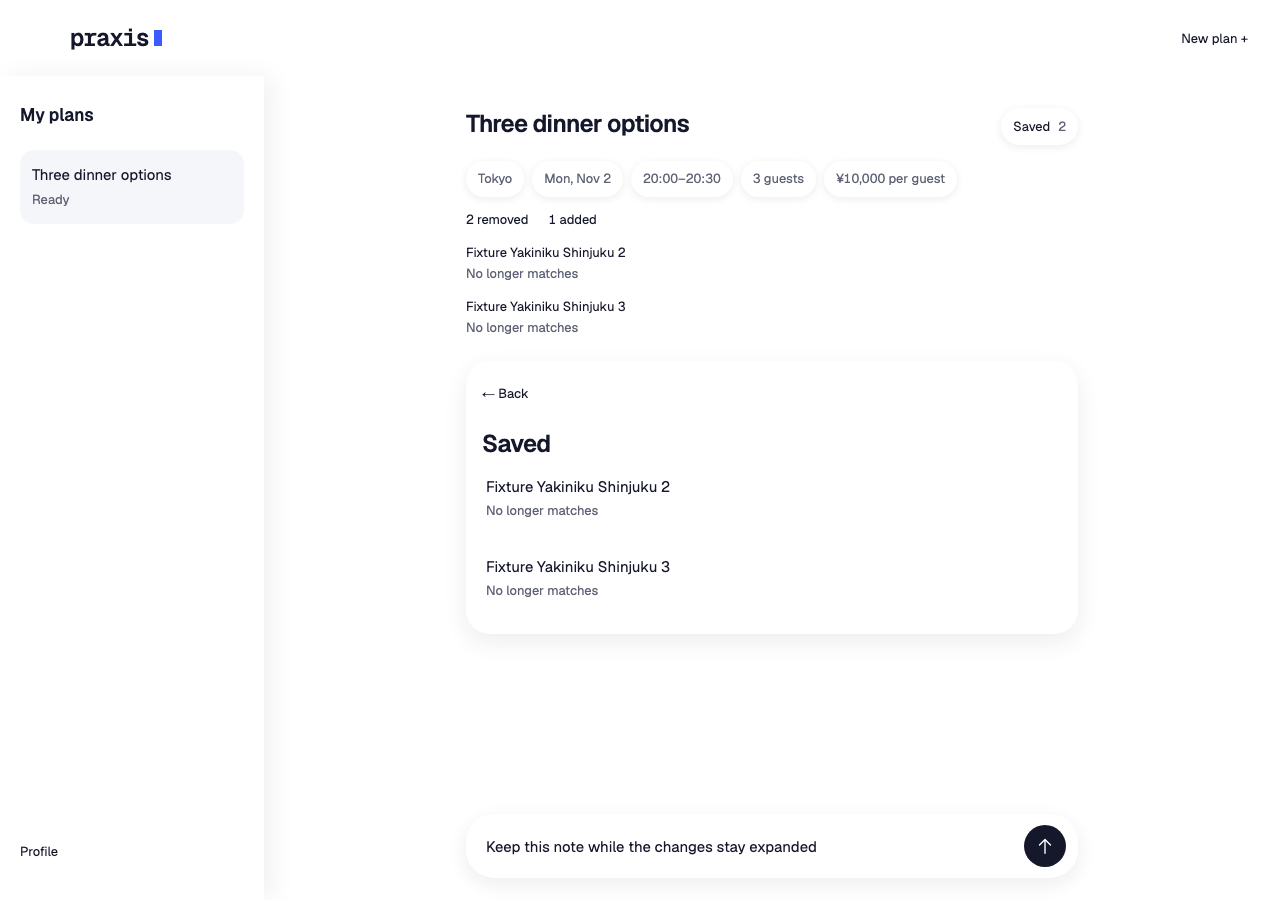 praxis
New plan +
My plans
Three dinner options
Ready
Profile
Three dinner options
Saved 2
Tokyo
Mon, Nov 2
20:00–20:30
3 guests
¥10,000 per guest
2 removed
1 added
Fixture Yakiniku Shinjuku 2
No longer matches
Fixture Yakiniku Shinjuku 3
No longer matches
← Back
Saved
Fixture Yakiniku Shinjuku 2
No longer matches
Fixture Yakiniku Shinjuku 3
No longer matches
Keep this note while the changes stay expanded